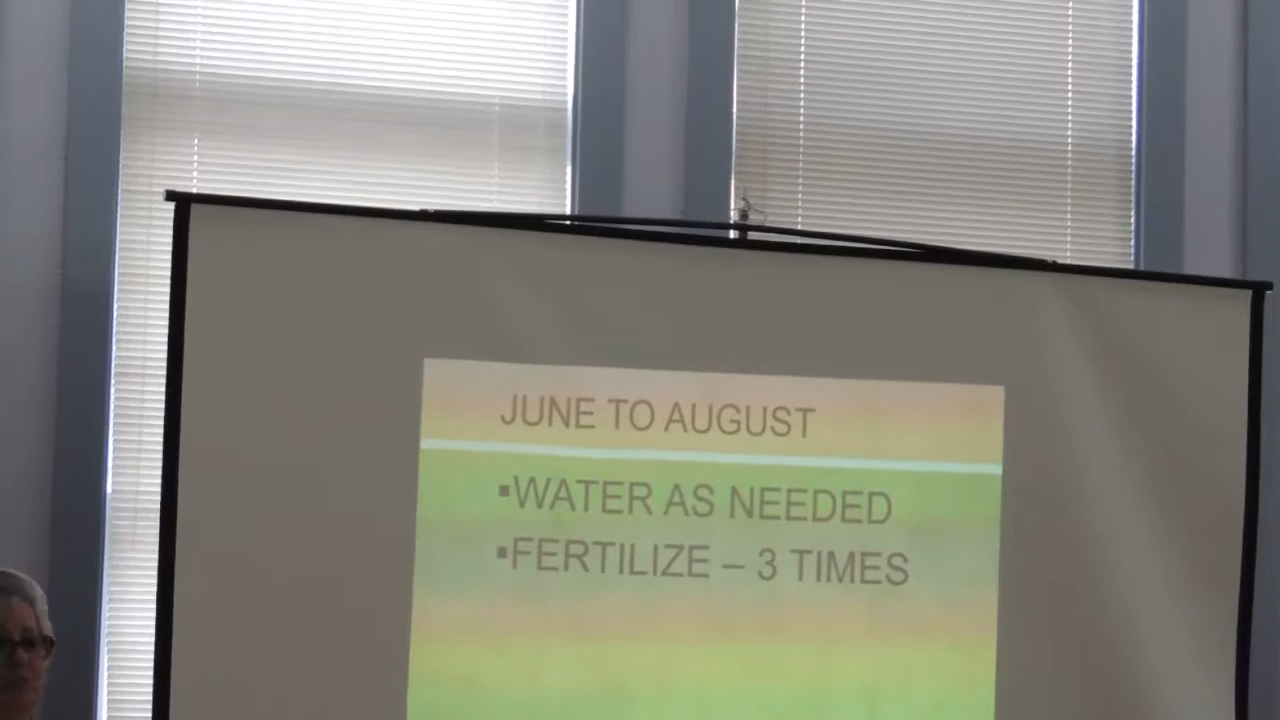 JUNE TO AUGUST
▪WATER AS NEEDED
▪FERTILIZE – 3 TIMES